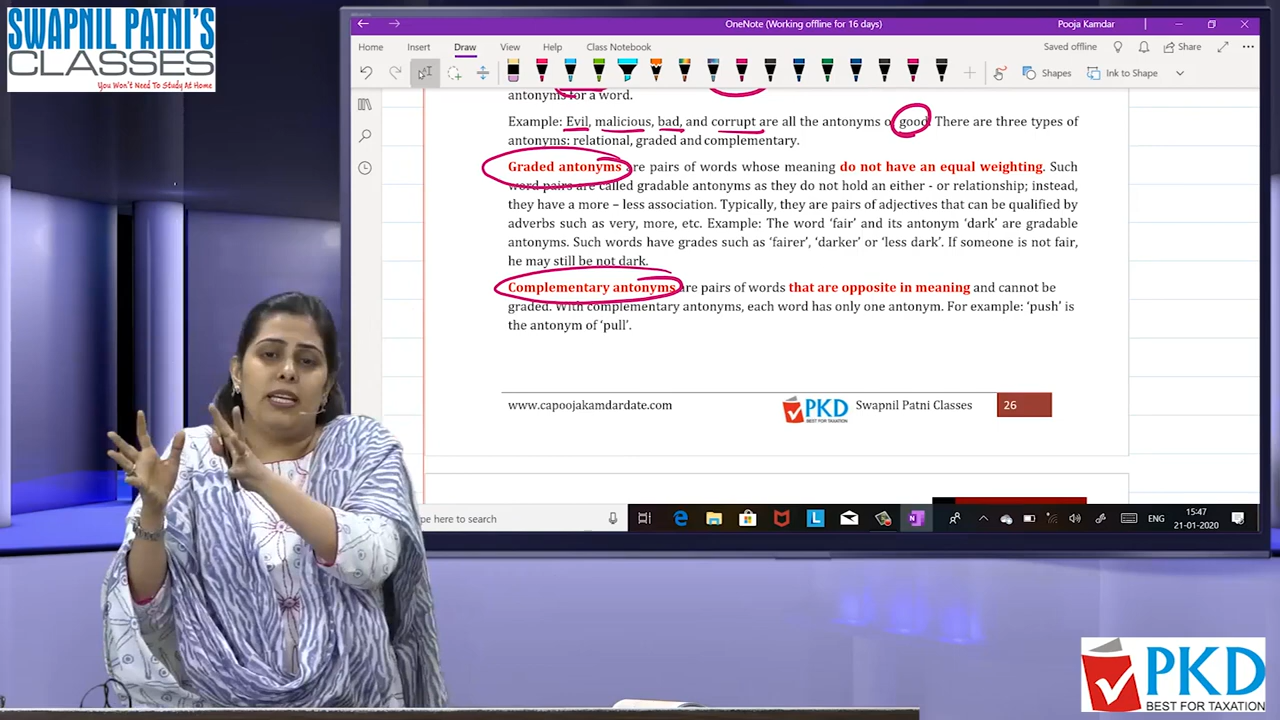 SWAPNIL PATNI'S
CLASSES
You Won't Need To Study At Home
OneNote (Working offline for 16 days)
Pooja Kamdar
Home Insert Draw View Help Class Notebook
Saved offline
Share
Shapes
Ink to Shape
antonyms for a word.
Example: Evil, malicious, bad, and corrupt are all the antonyms good. There are three types of
antonyms: relational, graded and complementary.
Graded antonyms are pairs of words whose meaning do not have an equal weighting. Such
word pairs are called gradable antonyms as they do not hold an either - or relationship; instead,
they have a more – less association. Typically, they are pairs of adjectives that can be qualified by
adverbs such as very, more, etc. Example: The word ‘fair’ and its antonym ‘dark’ are gradable
antonyms. Such words have grades such as ‘fairer’, ‘darker’ or ‘less dark’. If someone is not fair,
he may still be not dark.
Complementary antonyms are pairs of words that are opposite in meaning and cannot be
graded. With complementary antonyms, each word has only one antonym. For example: ‘push’ is
the antonym of ‘pull’.
www.capoojakamdardate.com
PKD
BEST FOR TAXATION
Swapnil Patni Classes
26
pe here to search
L
N
ENG
15:47
21-01-2020
PKD
BEST FOR TAXATION